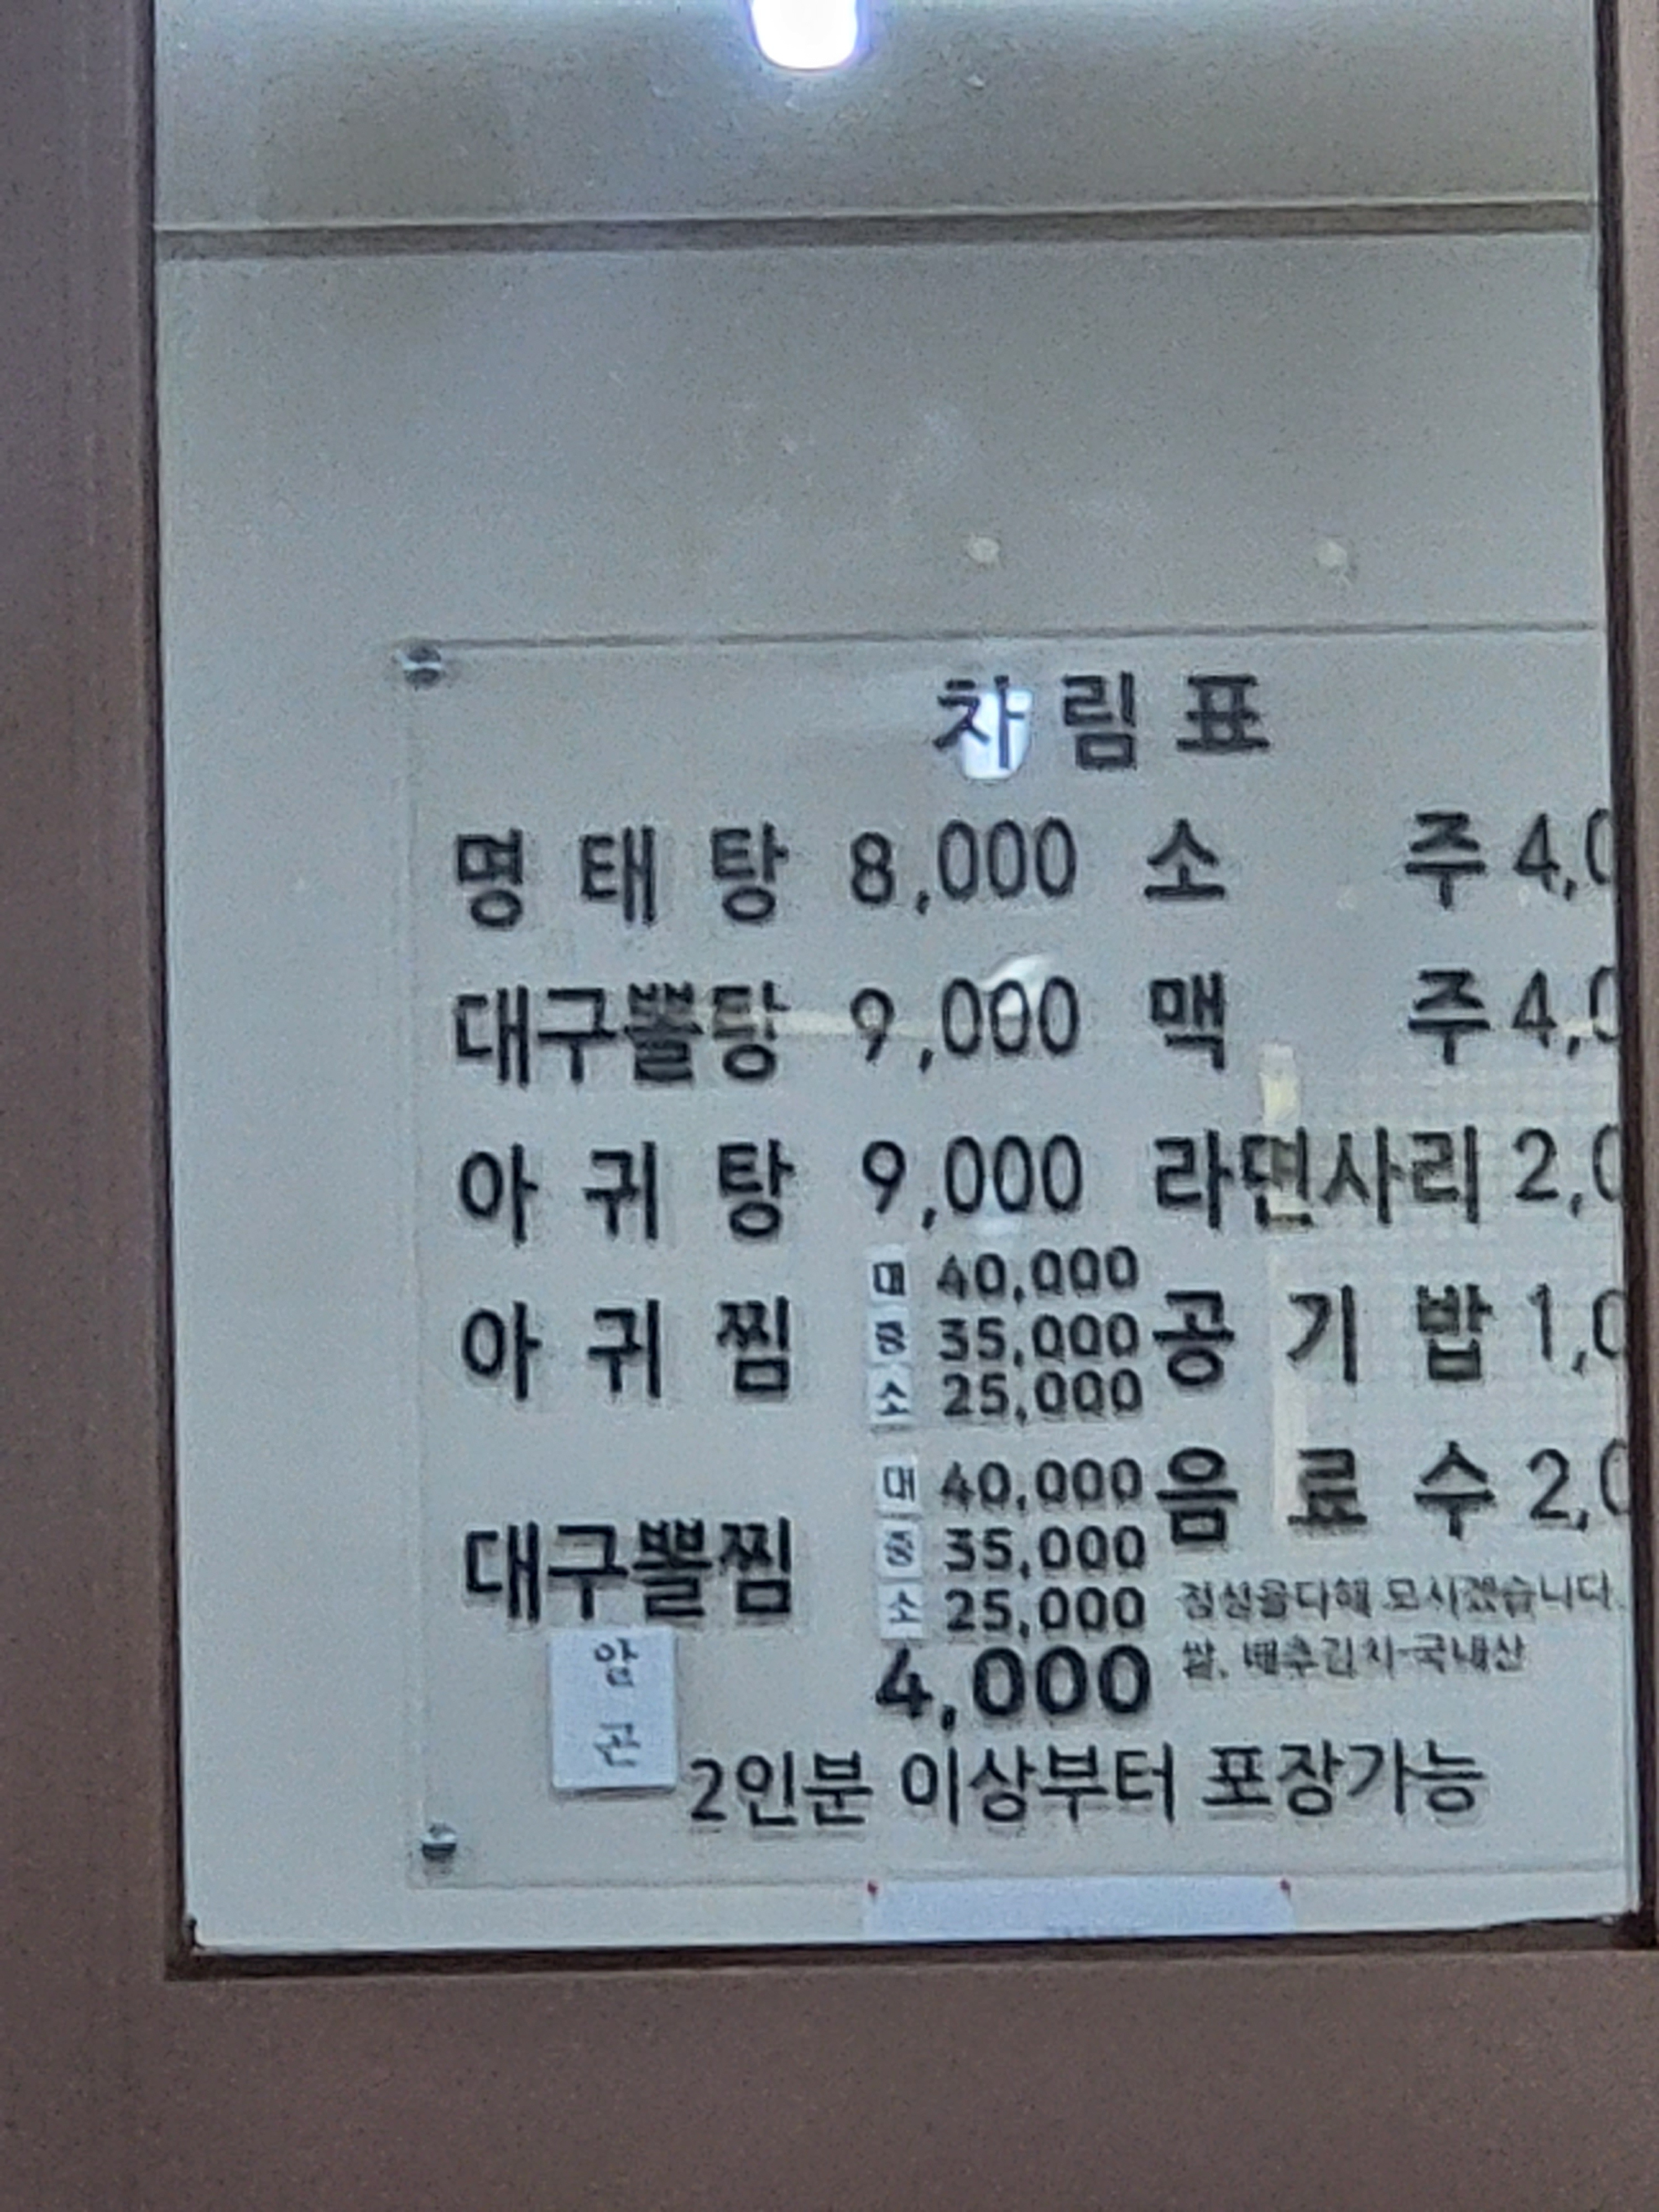 차림표
명태탕 8,000 소 주 4,0
대구뽈탕 9,000 맥 주 4,0
아귀탕 9,000 라면사리 2,0
아귀찜 대 40,000 공기밥 1,0
중 35,000
소 25,000
대구뽈찜 대 40,000 음료수 2,0
중 35,000
소 25,000
정성을다해 모시겠습니다.
쌀, 배추김치-국내산
4,000
2인분 이상부터 포장가능